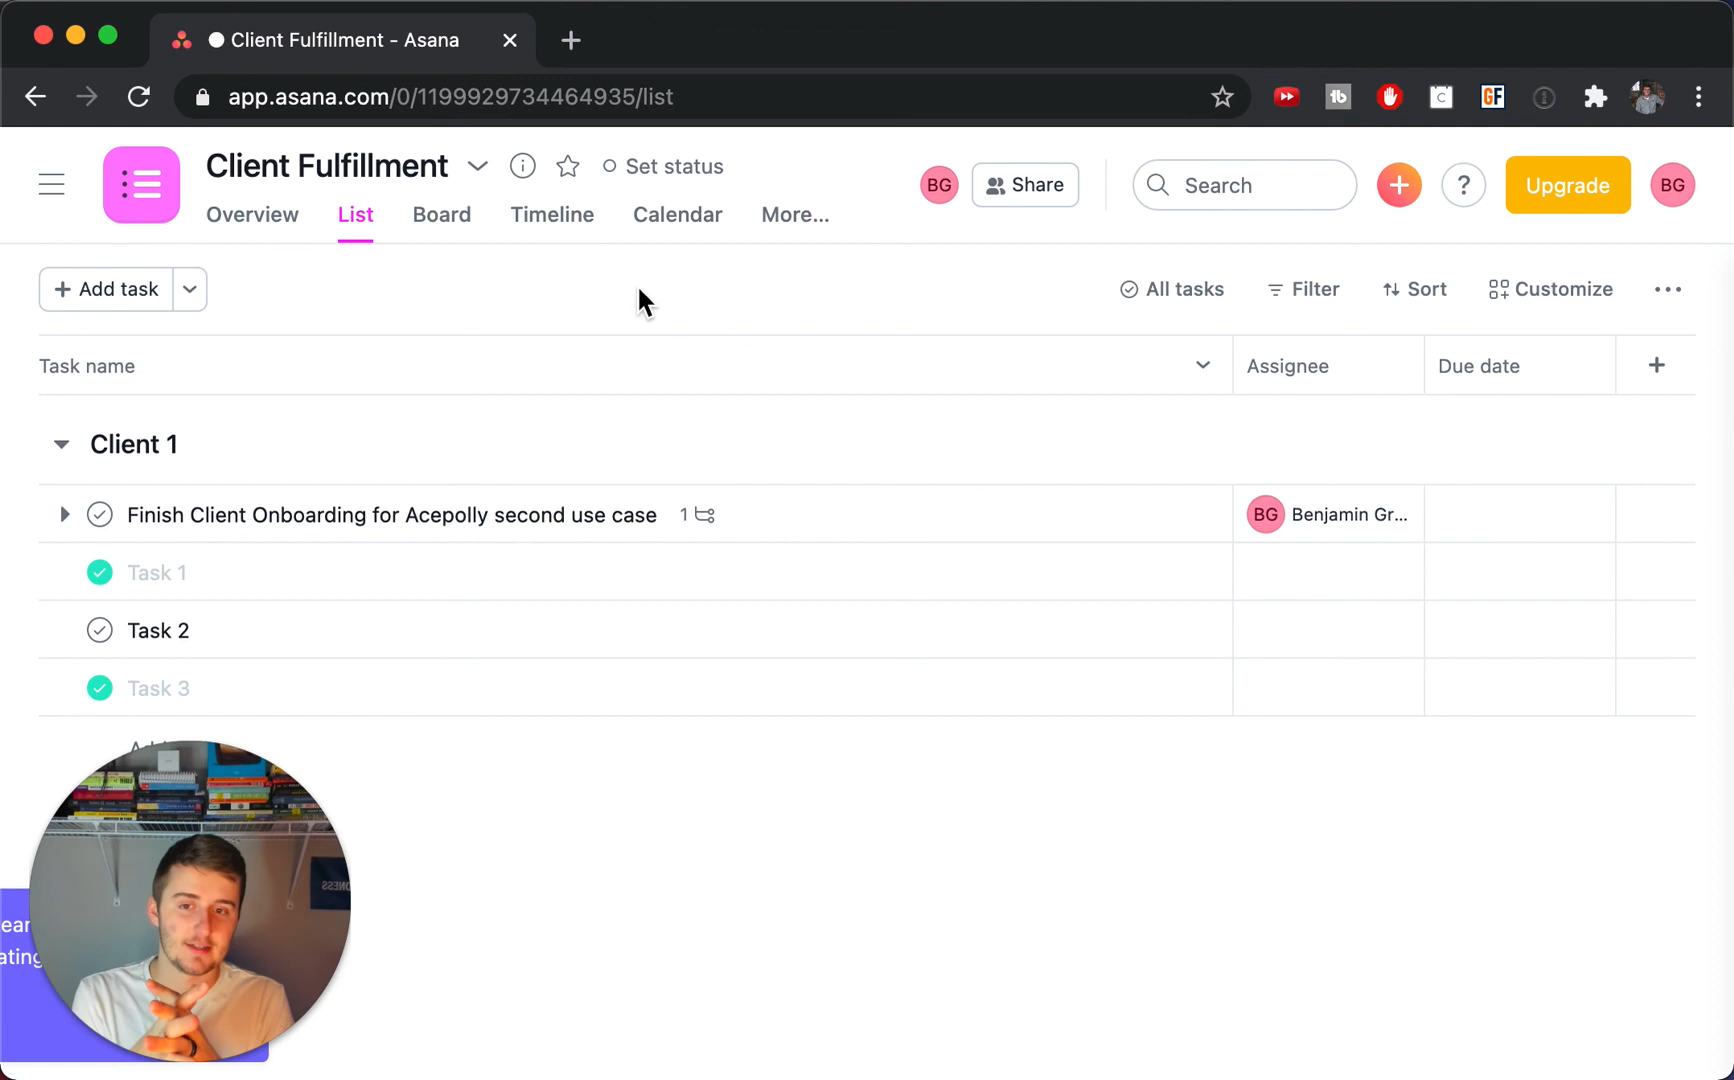 Client Fulfillment - Asana
app.asana.com/0/1199929734464935/list
tb
C
GF
Client Fulfillment
Set status
BG
Share
Search
?
Upgrade
BG
Overview
List
Board
Timeline
Calendar
More...
Add task
All tasks
Filter
Sort
Customize
Task name
Assignee
Due date
Client 1
Finish Client Onboarding for Acepolly second use case
1
BG
Benjamin Gr...
Task 1
Task 2
Task 3